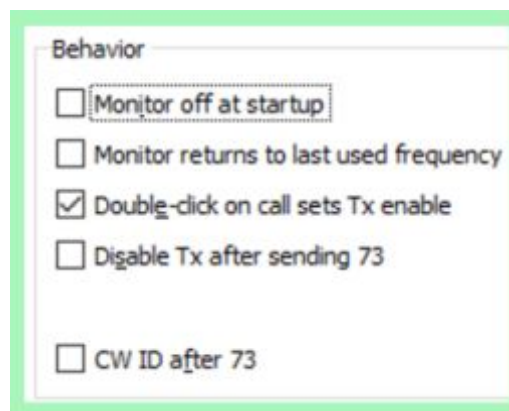 Behavior
Monitor off at startup
Monitor returns to last used frequency
Double-click on call sets Tx enable
Disable Tx after sending 73
CW ID after 73